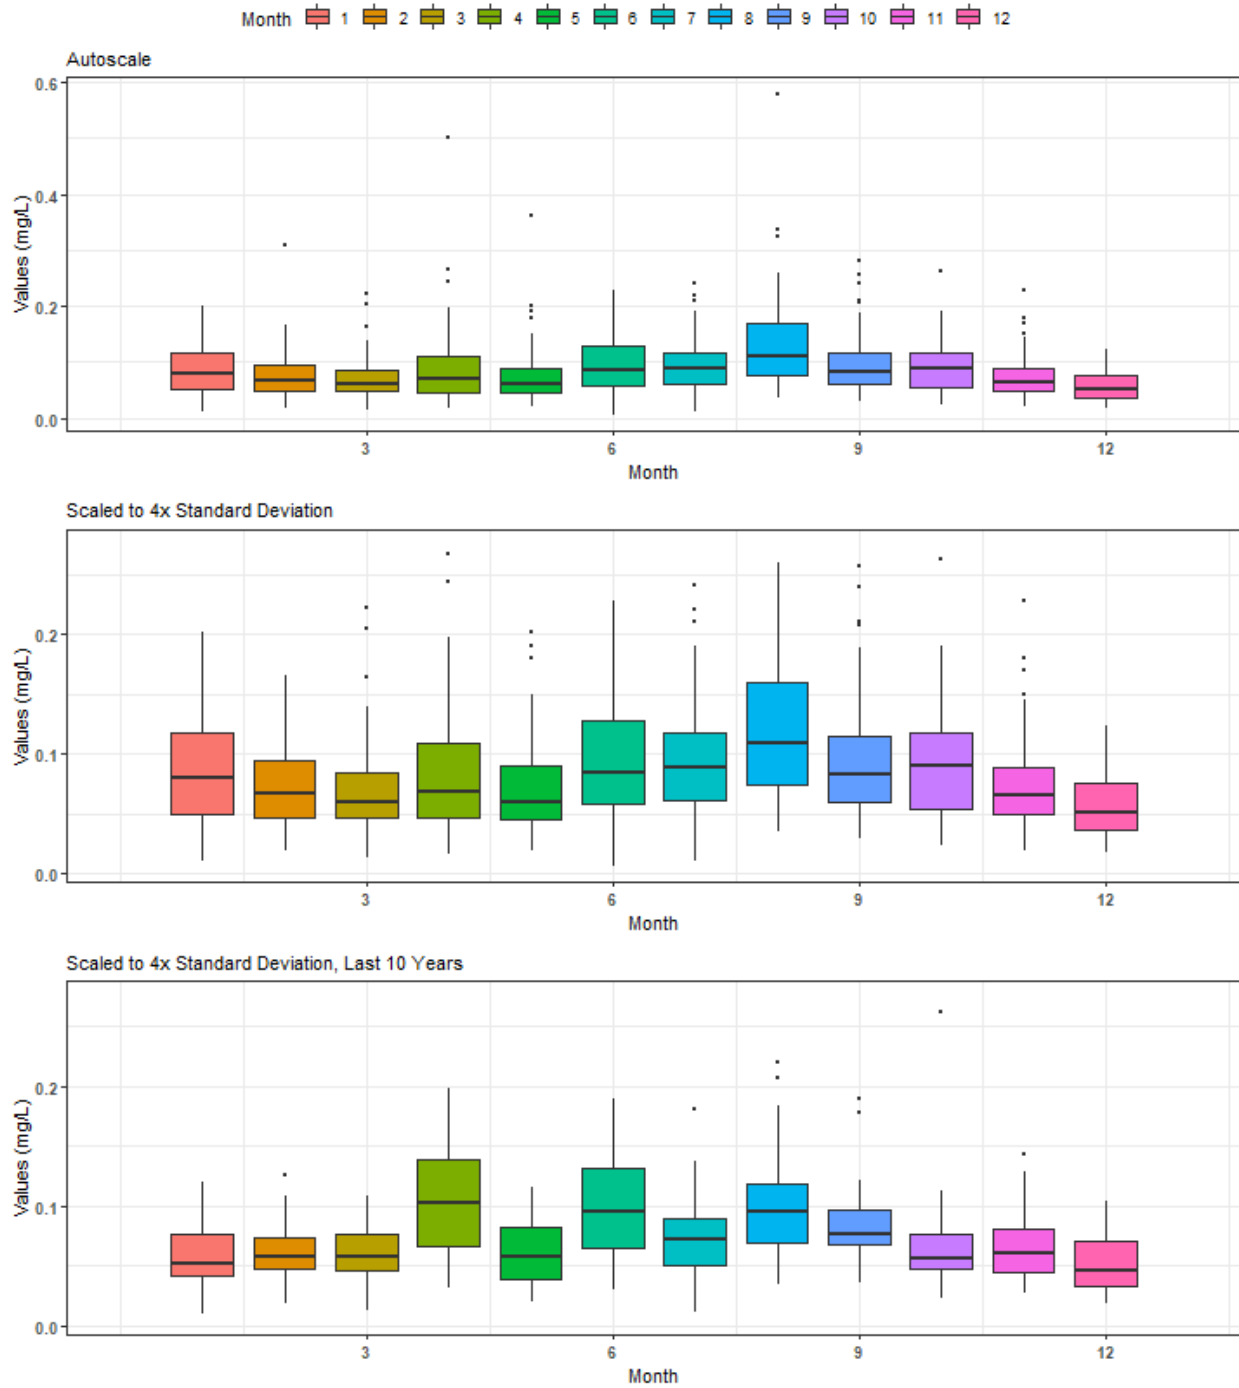 Month 1 2 3 4 5 6 7 8 9 10 11 12
Autoscale
Values (mg/L)
0.6
0.4
0.2
0.0
3 6 9 12
Month
Scaled to 4x Standard Deviation
Values (mg/L)
0.2
0.1
0.0
3 6 9 12
Month
Scaled to 4x Standard Deviation, Last 10 Years
Values (mg/L)
0.2
0.1
0.0
3 6 9 12
Month